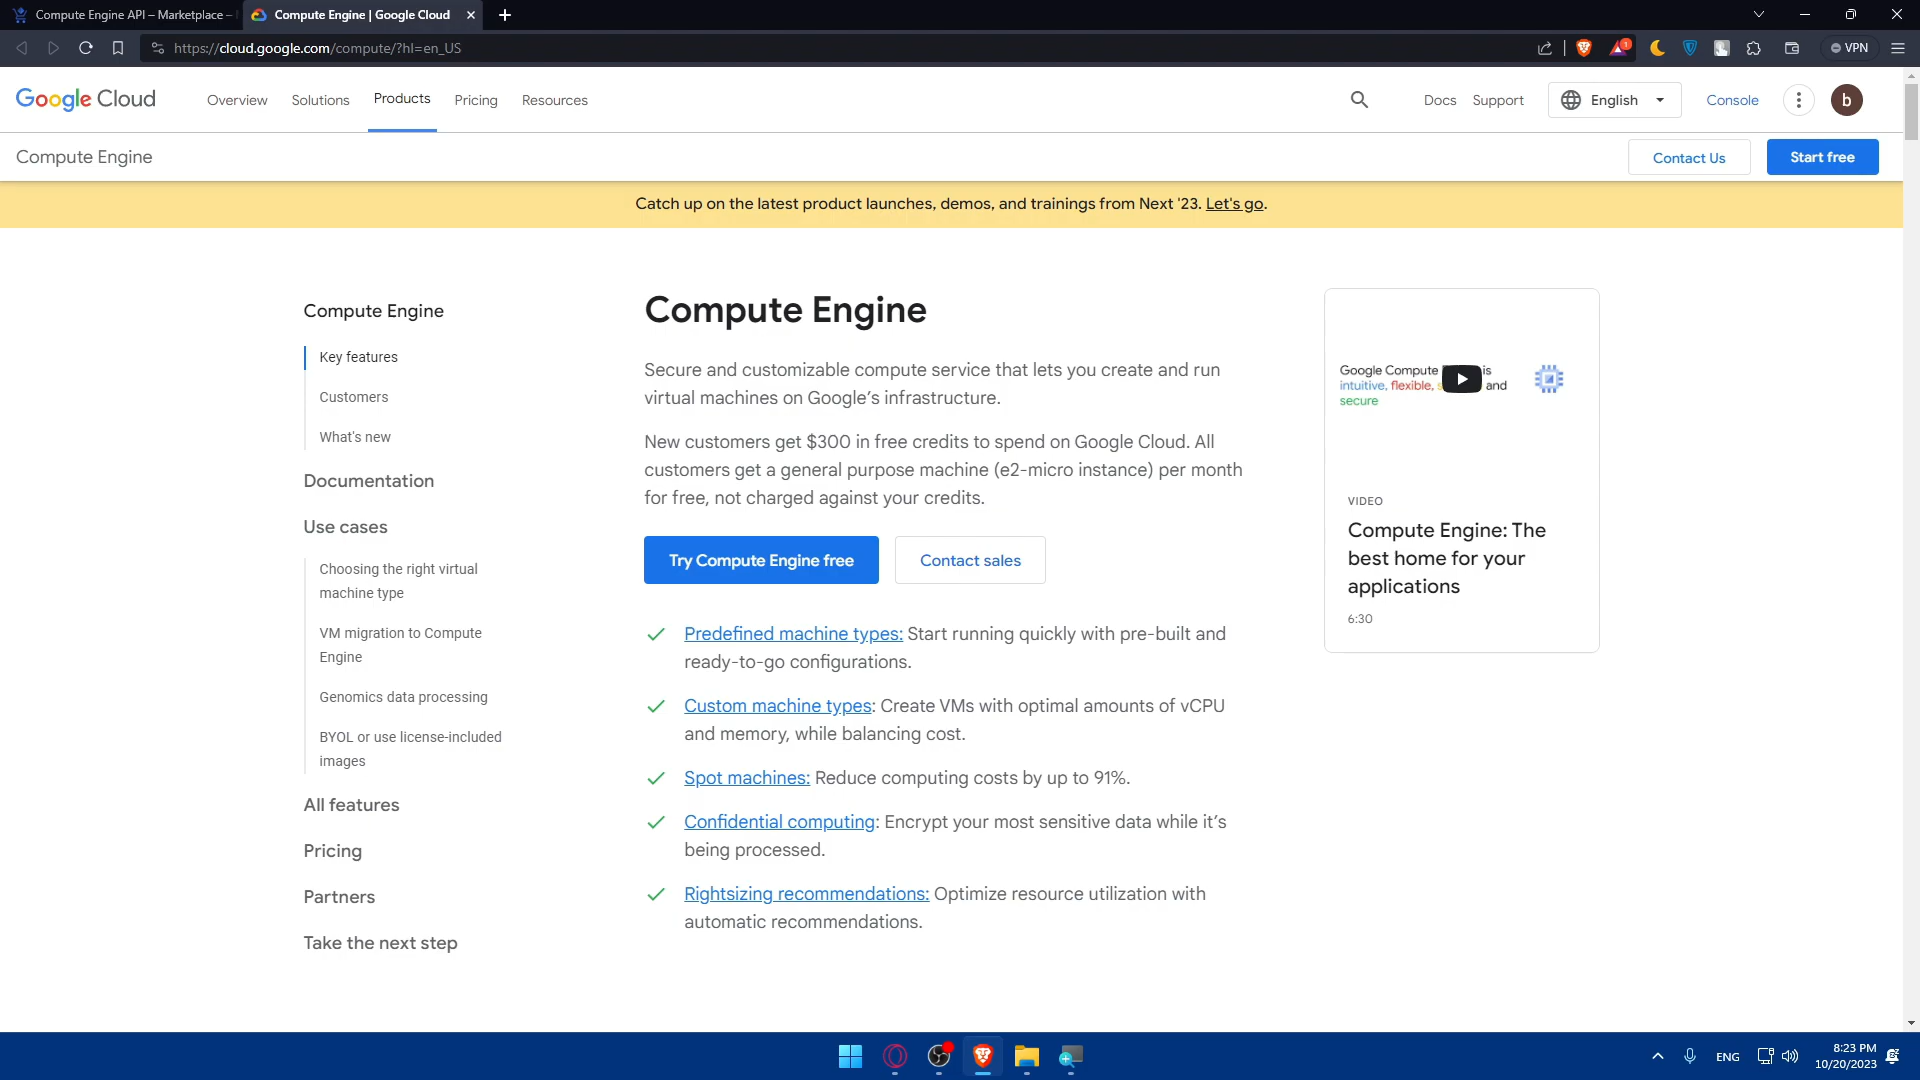 Compute Engine API – Marketplace –
Compute Engine | Google Cloud
https://cloud.google.com/compute/?hl=en_US
1
VPN
Google Cloud
Overview
Solutions
Products
Pricing
Resources
Docs
Support
English
Console
b
Compute Engine
Contact Us
Start free
Catch up on the latest product launches, demos, and trainings from Next '23. Let's go.
Compute Engine
Key features
Customers
What's new
Documentation
Use cases
Choosing the right virtual
machine type
VM migration to Compute
Engine
Genomics data processing
BYOL or use license-included
images
All features
Pricing
Partners
Take the next step
Compute Engine
Secure and customizable compute service that lets you create and run
virtual machines on Google’s infrastructure.
New customers get $300 in free credits to spend on Google Cloud. All
customers get a general purpose machine (e2-micro instance) per month
for free, not charged against your credits.
Try Compute Engine free
Contact sales
Predefined machine types: Start running quickly with pre-built and
ready-to-go configurations.
Custom machine types: Create VMs with optimal amounts of vCPU
and memory, while balancing cost.
Spot machines: Reduce computing costs by up to 91%.
Confidential computing: Encrypt your most sensitive data while it’s
being processed.
Rightsizing recommendations: Optimize resource utilization with
automatic recommendations.
Google Compute is
intuitive, flexible, and
secure
VIDEO
Compute Engine: The
best home for your
applications
6:30
ENG
8:23 PM
10/20/2023